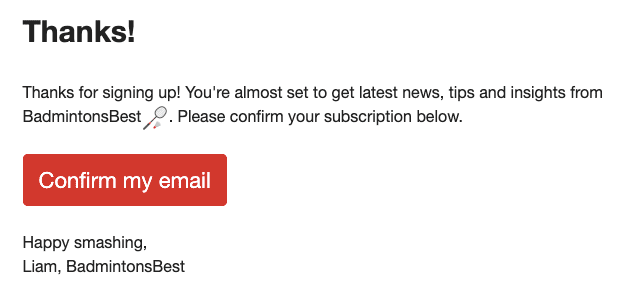 Thanks!
Thanks for signing up! You're almost set to get latest news, tips and insights from
BadmintonsBest🏸. Please confirm your subscription below.
Confirm my email
Happy smashing,
Liam, BadmintonsBest